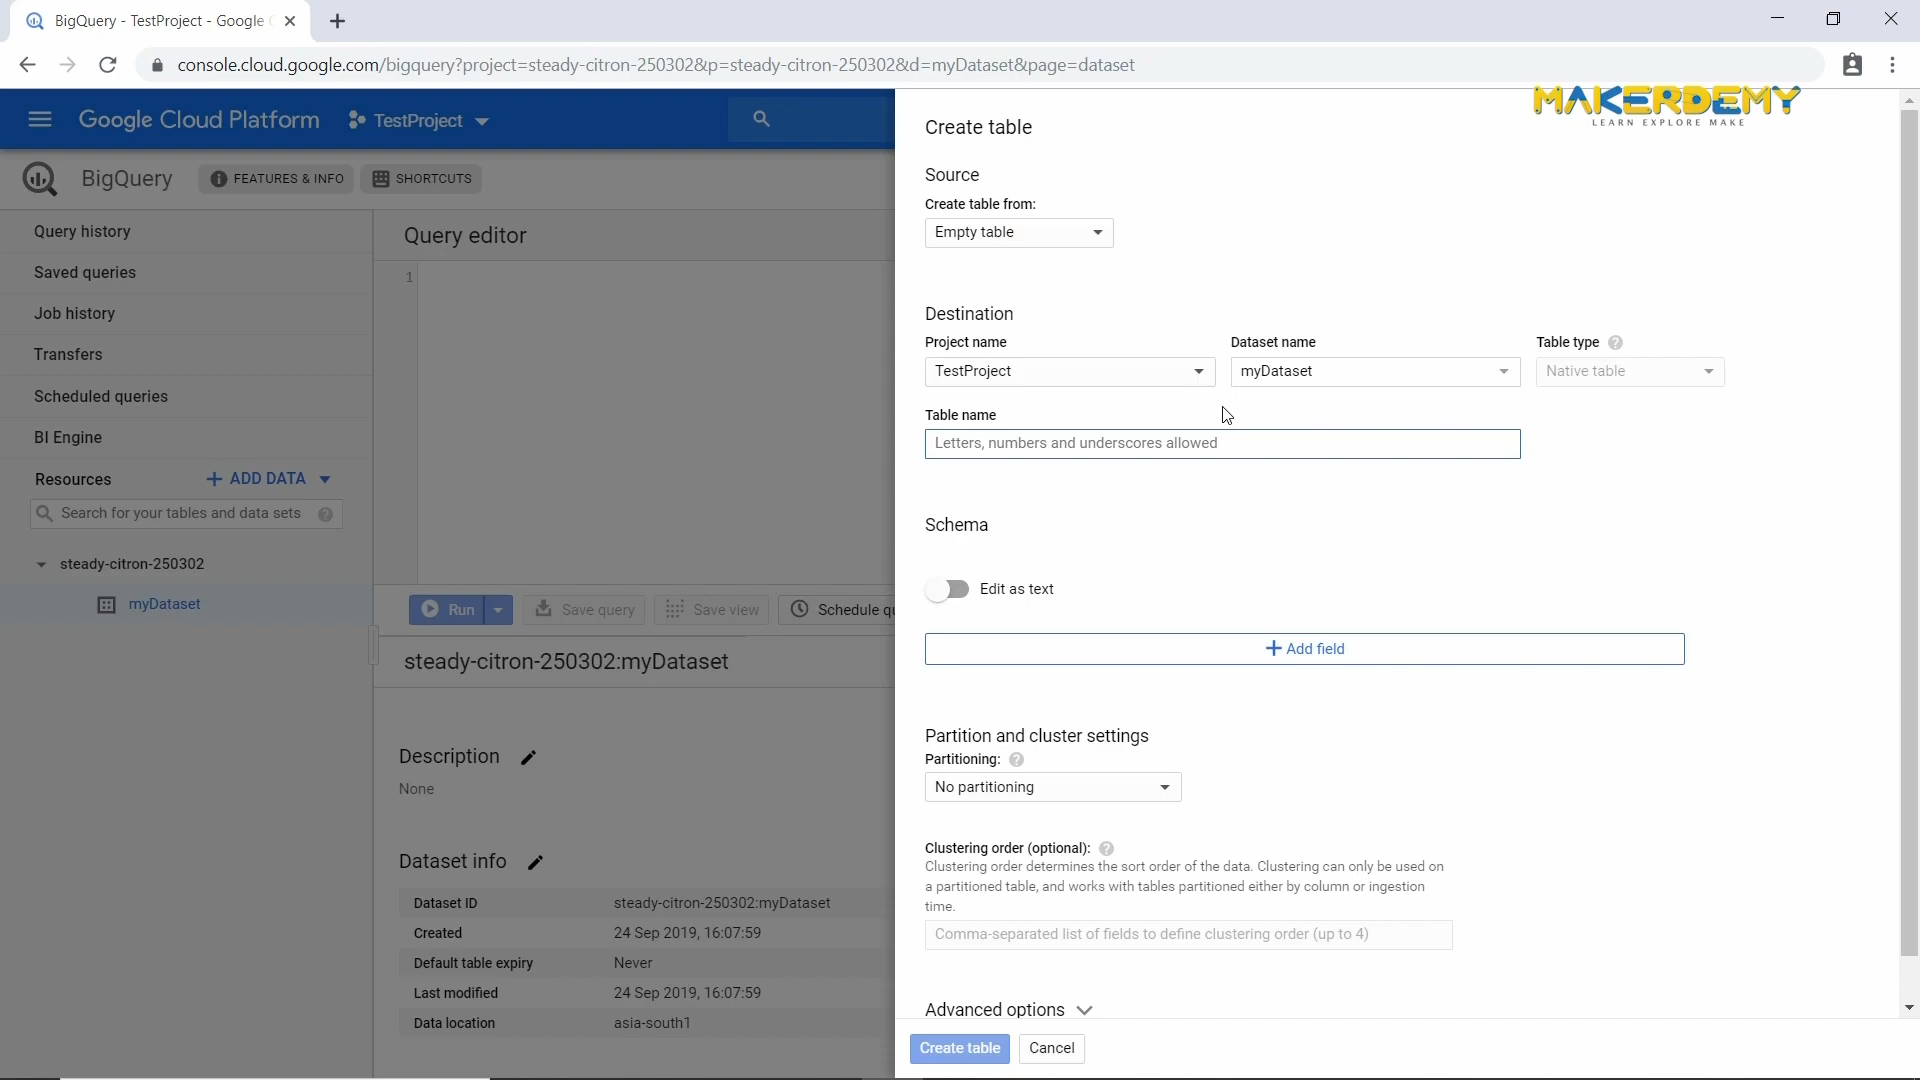 BigQuery - TestProject - Google
console.cloud.google.com/bigquery?project=steady-citron-250302&p=steady-citron-250302&d=myDataset&page=dataset
Google Cloud Platform
TestProject
BigQuery
FEATURES & INFO
SHORTCUTS
Query history
Saved queries
Job history
Transfers
Scheduled queries
BI Engine
Resources
ADD DATA
Search for your tables and data sets
steady-citron-250302
myDataset
Query editor
1
Run
Save query
Save view
Schedule qu
steady-citron-250302:myDataset
Description
None
Dataset info
Dataset ID steady-citron-250302:myDataset
Created 24 Sep 2019, 16:07:59
Default table expiry Never
Last modified 24 Sep 2019, 16:07:59
Data location asia-south1
MAKERDEMY
LEARN EXPLORE MAKE
Create table
Source
Create table from:
Empty table
Destination
Project name Dataset name Table type
TestProject myDataset Native table
Table name
Letters, numbers and underscores allowed
Schema
Edit as text
Add field
Partition and cluster settings
Partitioning:
No partitioning
Clustering order (optional):
Clustering order determines the sort order of the data. Clustering can only be used on
a partitioned table, and works with tables partitioned either by column or ingestion
time.
Comma-separated list of fields to define clustering order (up to 4)
Advanced options
Create table
Cancel